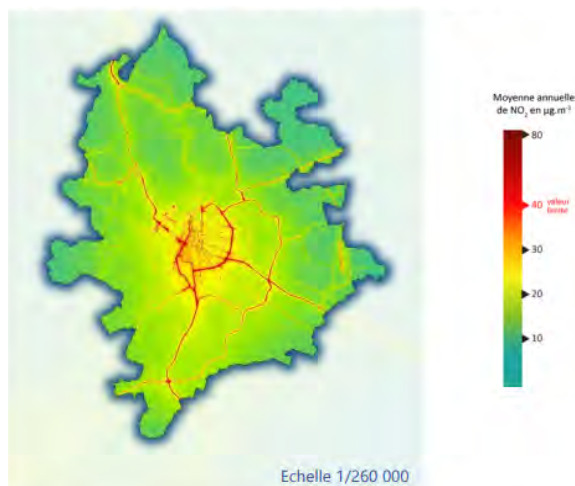 Moyenne annuelle
de NO₂ en µg.m⁻³
80
40 valeur
limite
30
20
10
Echelle 1/260 000